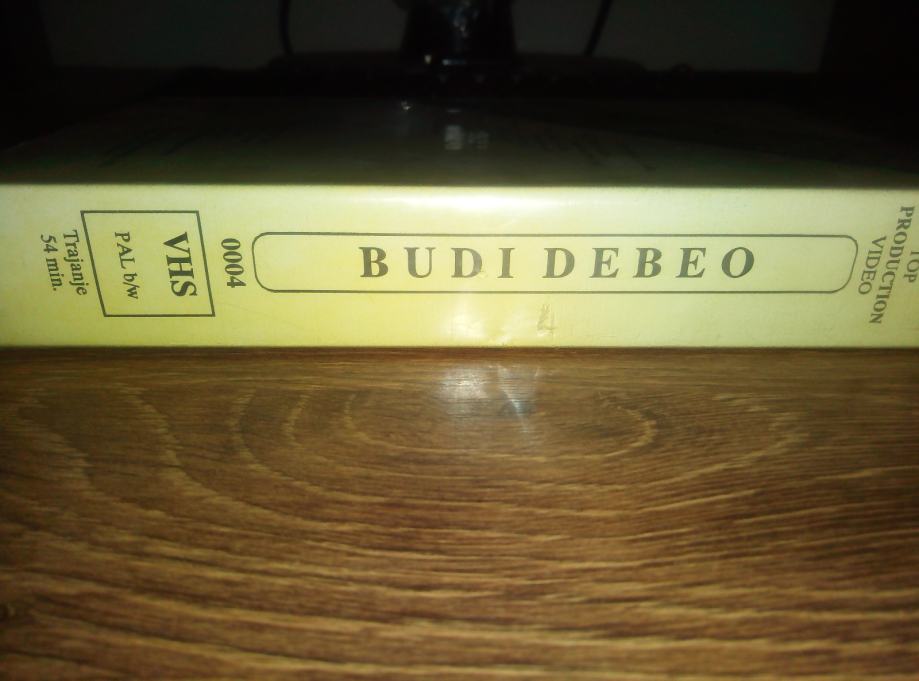 Trajanje
54 min.
VHS
PAL b/w
0004
BUDI DEBEO
TOP
PRODUCTION
VIDEO